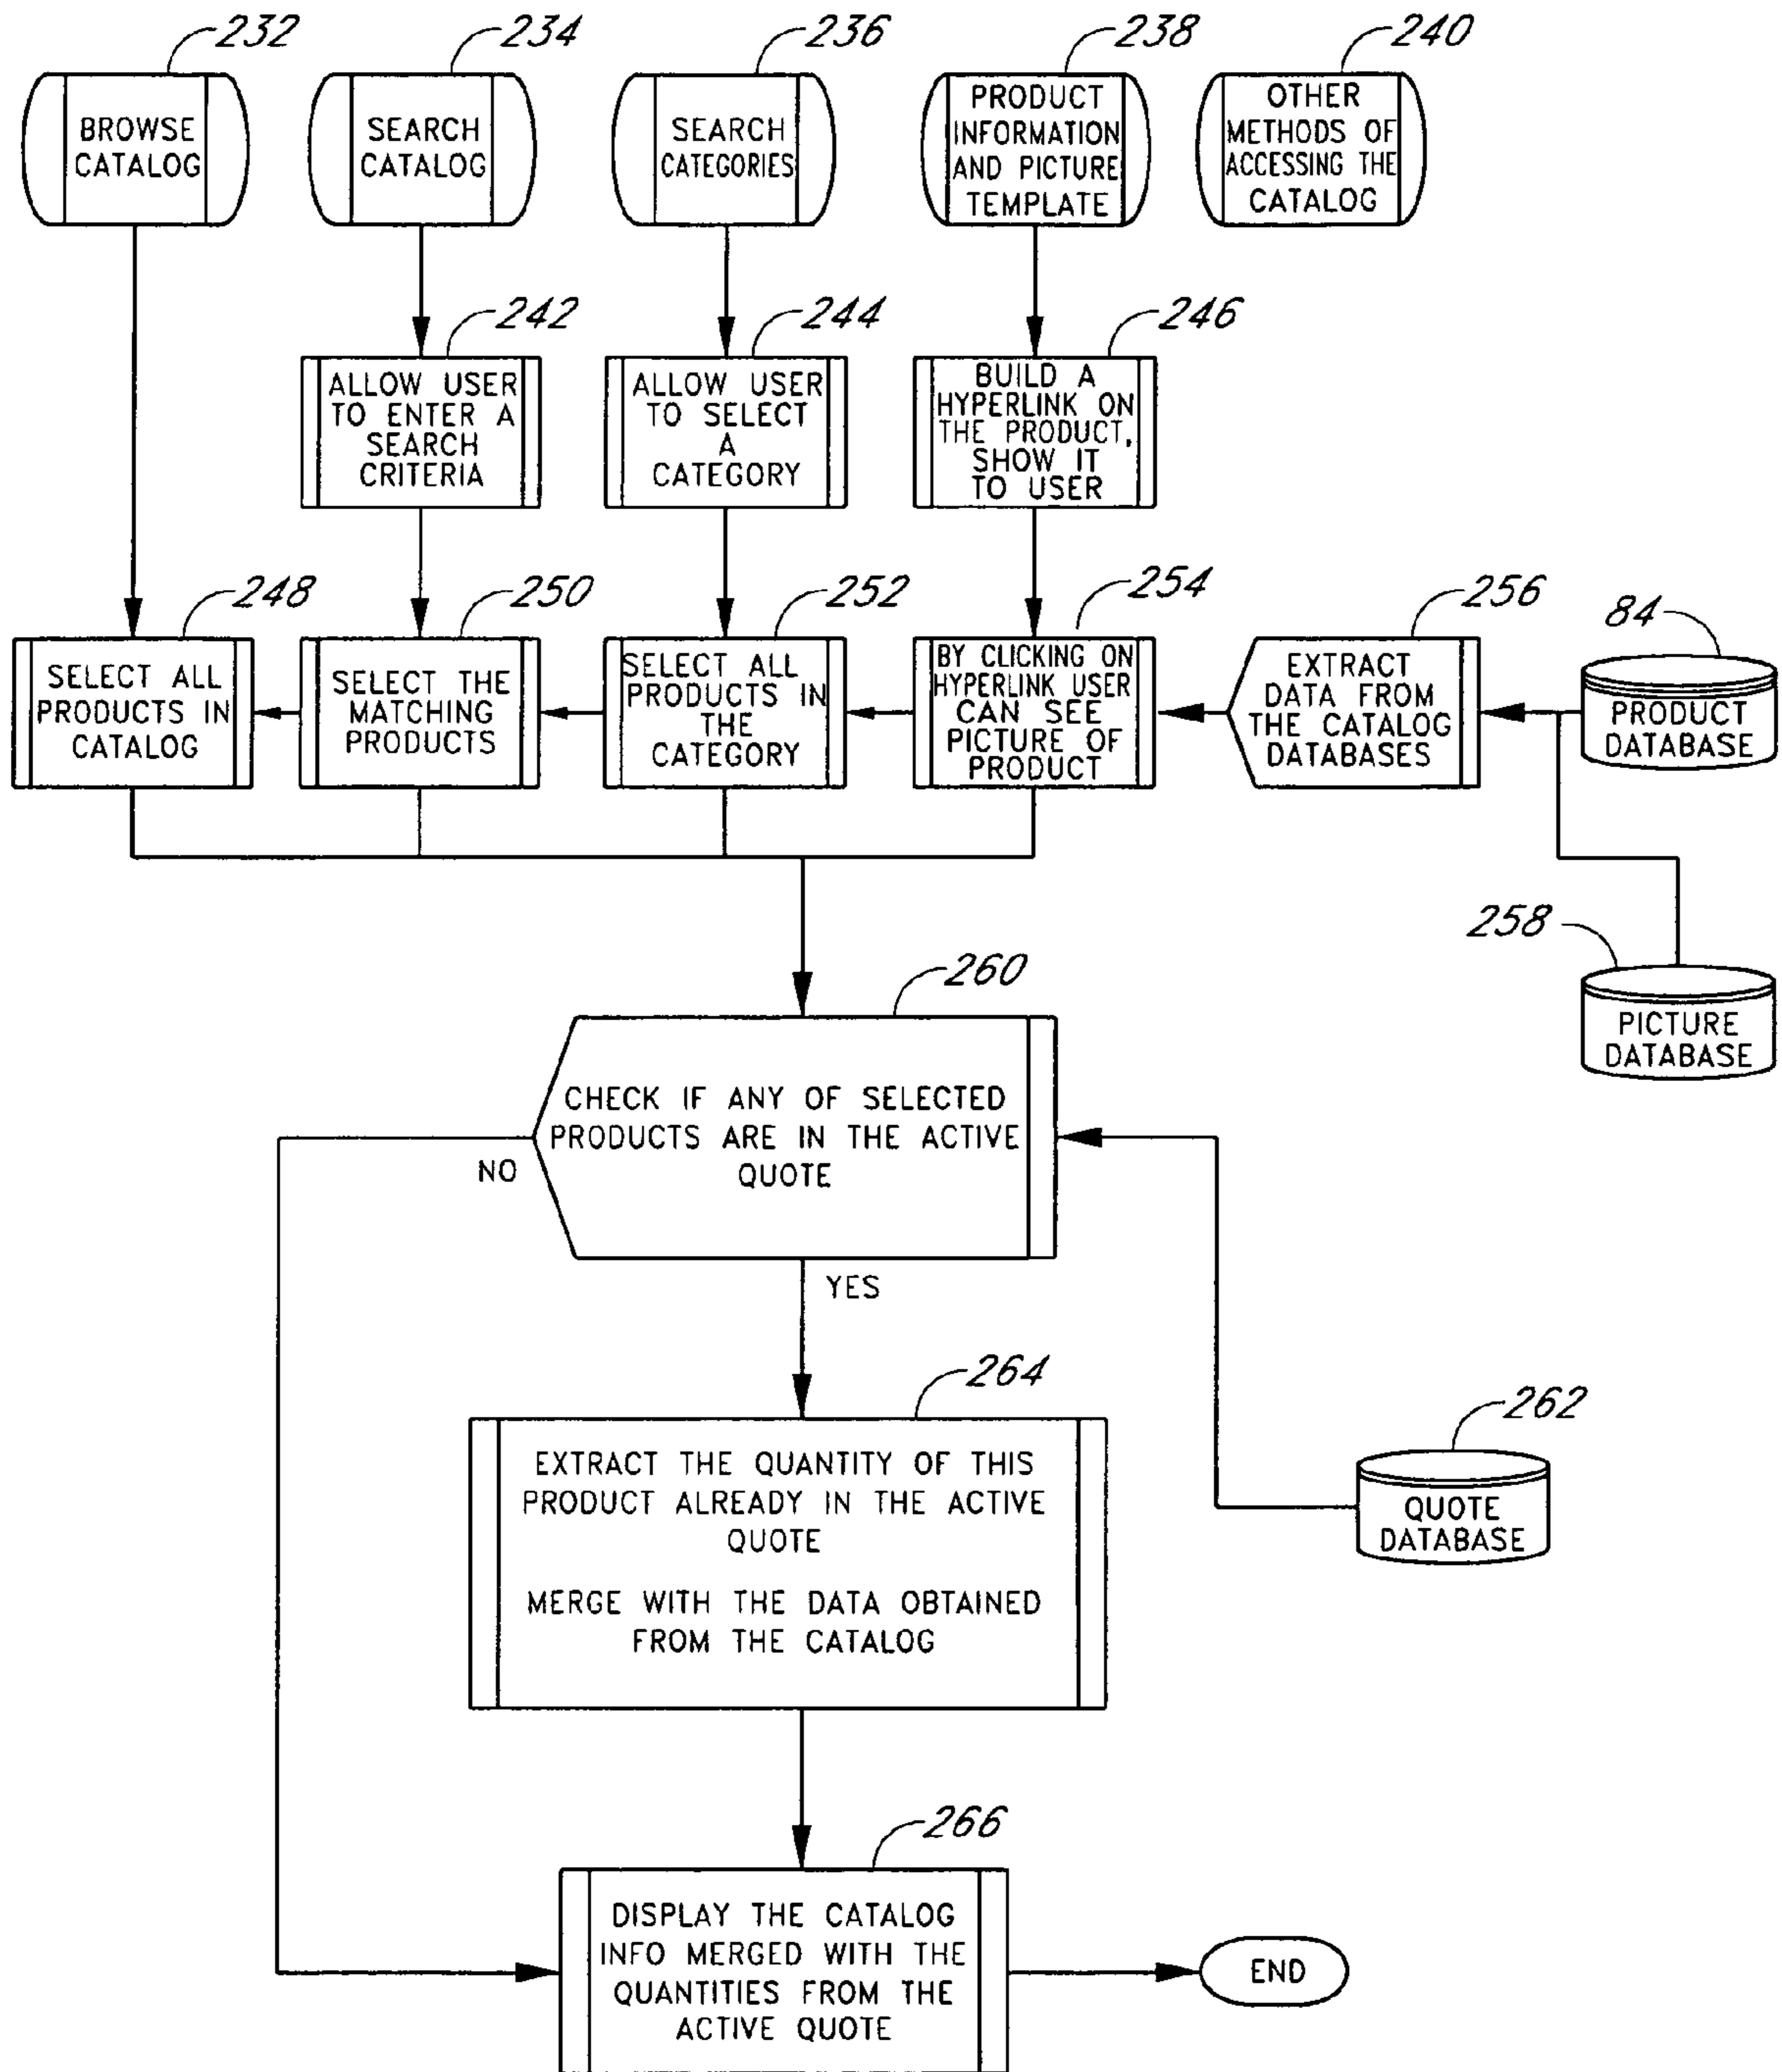 232
234
236
238
240
BROWSE
CATALOG
SEARCH
CATALOG
SEARCH
CATEGORIES
PRODUCT
INFORMATION
AND PICTURE
TEMPLATE
OTHER
METHODS OF
ACCESSING THE
CATALOG
242
244
246
ALLOW USER
TO ENTER A
SEARCH
CRITERIA
ALLOW USER
TO SELECT
A
CATEGORY
BUILD A
HYPERLINK ON
THE PRODUCT,
SHOW IT
TO USER
248
250
252
254
256
84
SELECT ALL
PRODUCTS IN
CATALOG
SELECT THE
MATCHING
PRODUCTS
SELECT ALL
PRODUCTS IN
THE
CATEGORY
BY CLICKING ON
HYPERLINK USER
CAN SEE
PICTURE OF
PRODUCT
EXTRACT
DATA FROM
THE CATALOG
DATABASES
PRODUCT
DATABASE
258
PICTURE
DATABASE
260
CHECK IF ANY OF SELECTED
PRODUCTS ARE IN THE ACTIVE
QUOTE
NO
YES
262
QUOTE
DATABASE
264
EXTRACT THE QUANTITY OF THIS
PRODUCT ALREADY IN THE ACTIVE
QUOTE
MERGE WITH THE DATA OBTAINED
FROM THE CATALOG
266
DISPLAY THE CATALOG
INFO MERGED WITH THE
QUANTITIES FROM THE
ACTIVE QUOTE
END